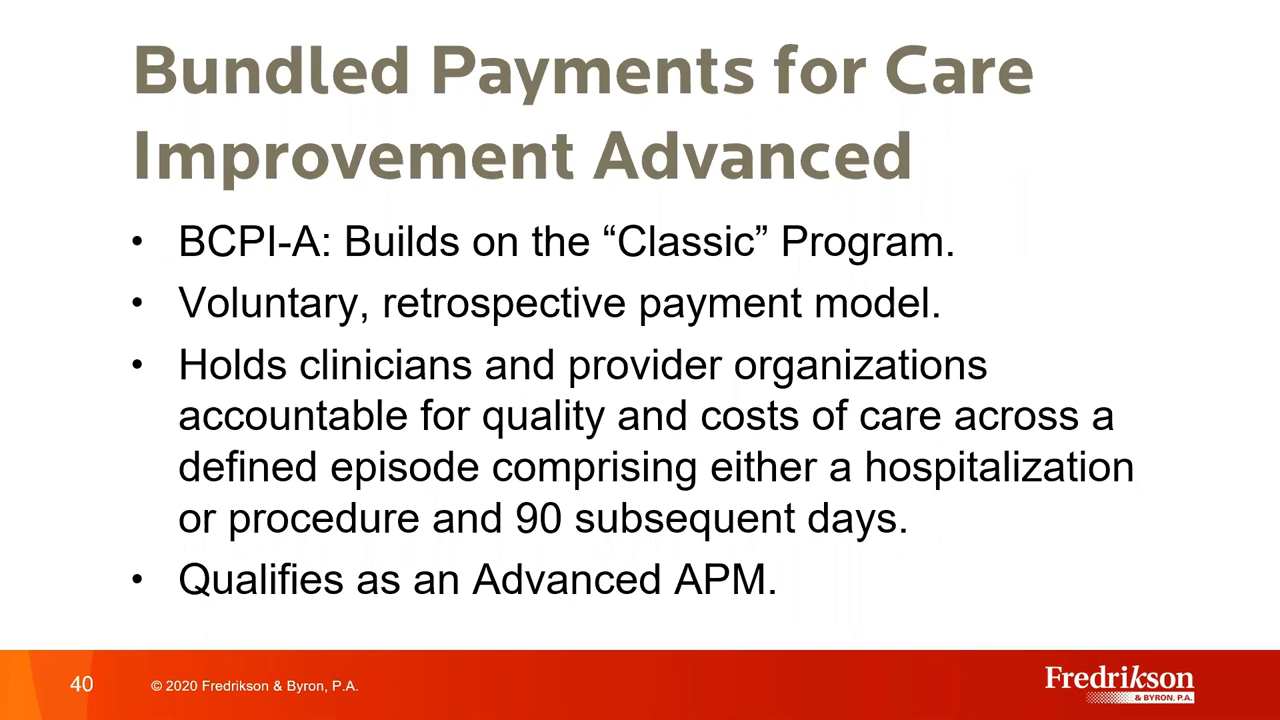 Bundled Payments for Care
Improvement Advanced
• BCPI-A: Builds on the “Classic” Program.
• Voluntary, retrospective payment model.
• Holds clinicians and provider organizations
accountable for quality and costs of care across a
defined episode comprising either a hospitalization
or procedure and 90 subsequent days.
• Qualifies as an Advanced APM.
40
© 2020 Fredrikson & Byron, P.A.
Fredrikson
& BYRON, P.A.